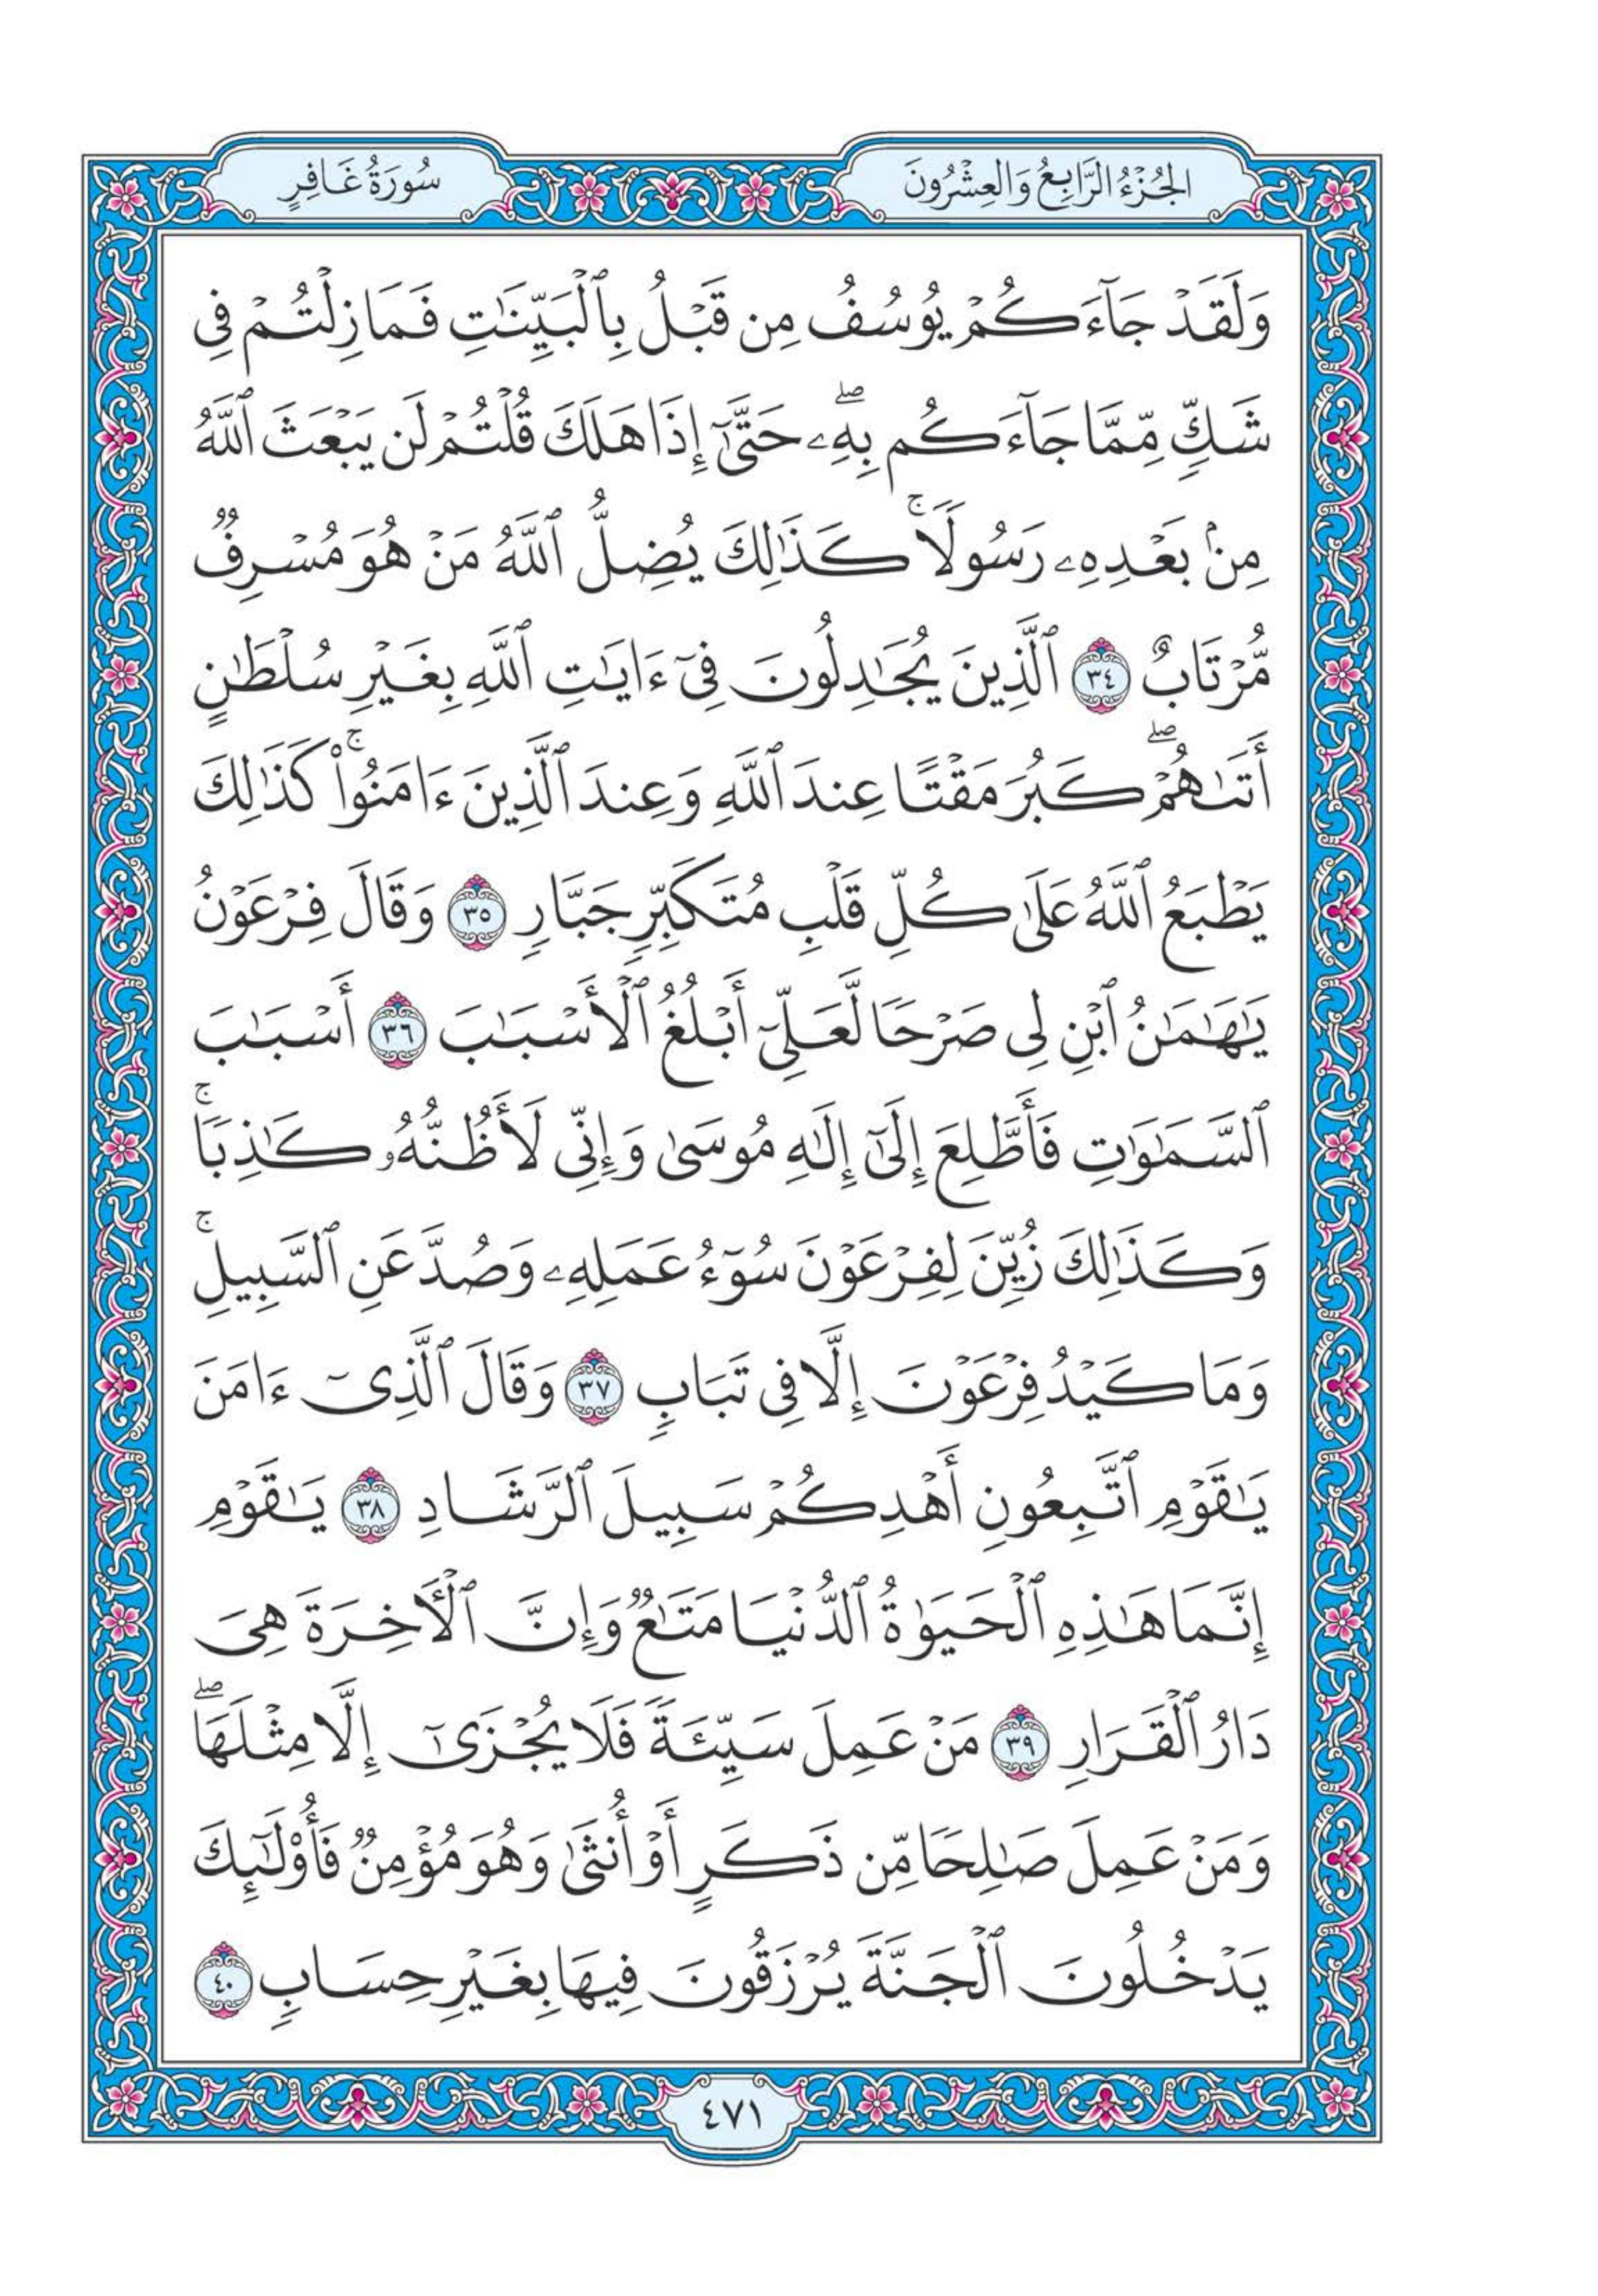 الجُزْءُ الرَّابِعُ وَالعِشْرُونَ
سُورَةُ غَافِرٍ
وَلَقَدْ جَآءَكُمْ يُوسُفُ مِن قَبْلُ بِٱلْبَيِّنَٰتِ فَمَا زِلْتُمْ فِى
شَكٍّ مِّمَّا جَآءَكُم بِهِۦۖ حَتَّىٰٓ إِذَا هَلَكَ قُلْتُمْ لَن يَبْعَثَ ٱللَّهُ
مِنۢ بَعْدِهِۦ رَسُولًاۚ كَذَٰلِكَ يُضِلُّ ٱللَّهُ مَنْ هُوَ مُسْرِفٌ
مُّرْتَابٌ ٣٤ ٱلَّذِينَ يُجَٰدِلُونَ فِىٓ ءَايَٰتِ ٱللَّهِ بِغَيْرِ سُلْطَٰنٍ
أَتَىٰهُمْۖ كَبُرَ مَقْتًا عِندَ ٱللَّهِ وَعِندَ ٱلَّذِينَ ءَامَنُوا۟ۚ كَذَٰلِكَ
يَطْبَعُ ٱللَّهُ عَلَىٰ كُلِّ قَلْبِ مُتَكَبِّرٍ جَبَّارٍ ٣٥ وَقَالَ فِرْعَوْنُ
يَٰهَٰمَٰنُ ٱبْنِ لِى صَرْحًا لَّعَلِّىٓ أَبْلُغُ ٱلْأَسْبَٰبَ ٣٦ أَسْبَٰبَ
ٱلسَّمَٰوَٰتِ فَأَطَّلِعَ إِلَىٰٓ إِلَٰهِ مُوسَىٰ وَإِنِّى لَأَظُنُّهُۥ كَٰذِبًاۚ
وَكَذَٰلِكَ زُيِّنَ لِفِرْعَوْنَ سُوٓءُ عَمَلِهِۦ وَصُدَّ عَنِ ٱلسَّبِيلِۚ
وَمَا كَيْدُ فِرْعَوْنَ إِلَّا فِى تَبَابٍ ٣٧ وَقَالَ ٱلَّذِىٓ ءَامَنَ
يَٰقَوْمِ ٱتَّبِعُونِ أَهْدِكُمْ سَبِيلَ ٱلرَّشَادِ ٣٨ يَٰقَوْمِ
إِنَّمَا هَٰذِهِ ٱلْحَيَوٰةُ ٱلدُّنْيَا مَتَٰعٌ وَإِنَّ ٱلْءَاخِرَةَ هِىَ
دَارُ ٱلْقَرَارِ ٣٩ مَنْ عَمِلَ سَيِّئَةً فَلَا يُجْزَىٰٓ إِلَّا مِثْلَهَاۖ
وَمَنْ عَمِلَ صَٰلِحًا مِّن ذَكَرٍ أَوْ أُنثَىٰ وَهُوَ مُؤْمِنٌ فَأُو۟لَٰٓئِكَ
يَدْخُلُونَ ٱلْجَنَّةَ يُرْزَقُونَ فِيهَا بِغَيْرِ حِسَابٍ ٤٠
٤٧١